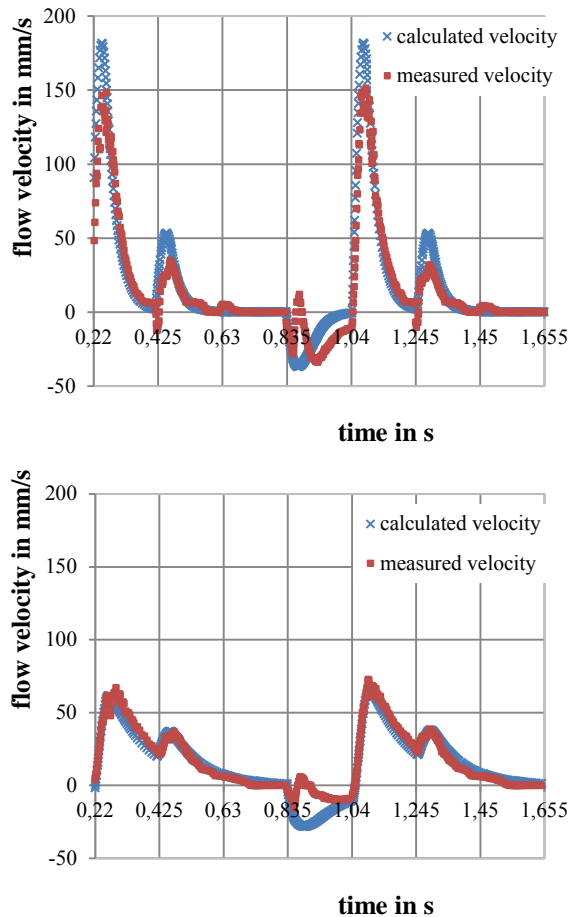 flow velocity in mm/s
200
150
100
50
0
-50
calculated velocity
measured velocity
0,22 0,425 0,63 0,835 1,04 1,245 1,45 1,655
time in s
flow velocity in mm/s
200
150
100
50
0
-50
calculated velocity
measured velocity
0,22 0,425 0,63 0,835 1,04 1,245 1,45 1,655
time in s